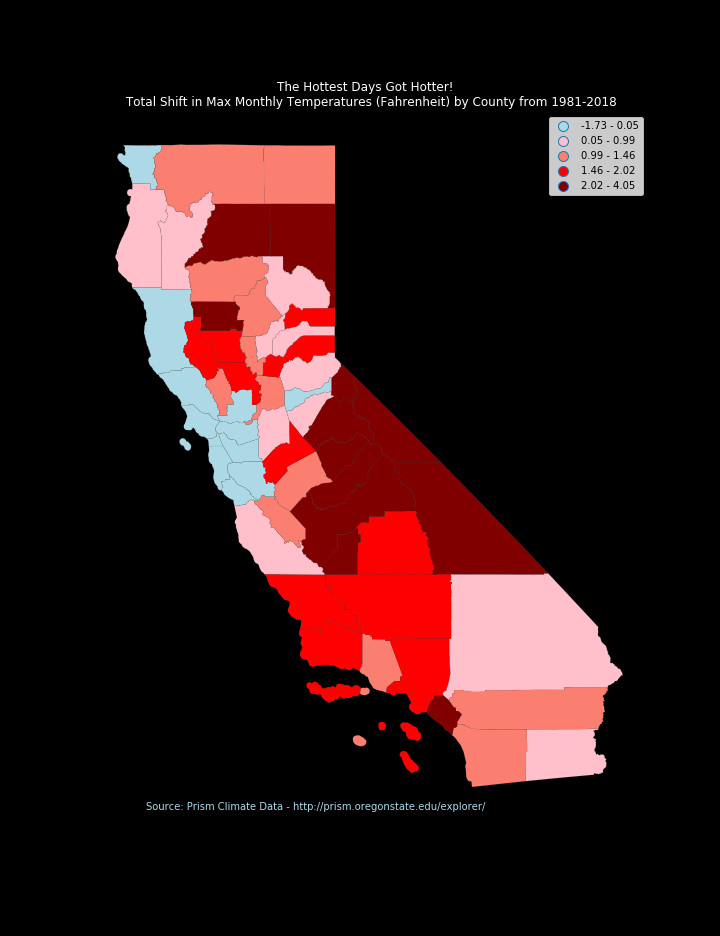 The Hottest Days Got Hotter!
Total Shift in Max Monthly Temperatures (Fahrenheit) by County from 1981-2018
-1.73 - 0.05
0.05 - 0.99
0.99 - 1.46
1.46 - 2.02
2.02 - 4.05
Source: Prism Climate Data - http://prism.oregonstate.edu/explorer/